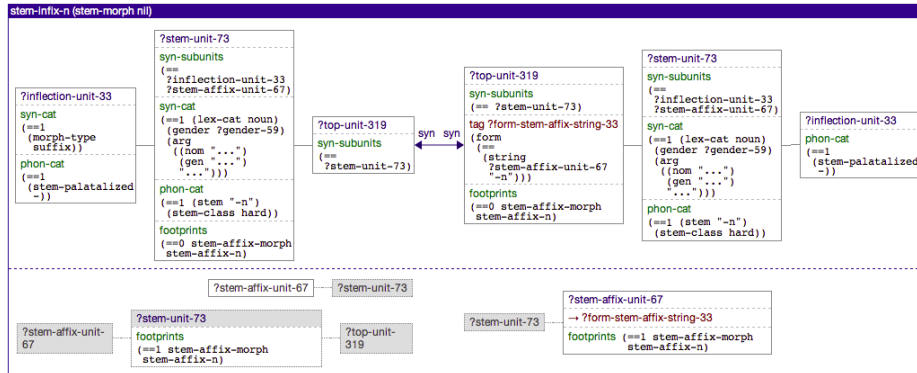 stem-infix-n (stem-morph nil)
?inflection-unit-33
syn-cat
(==1
(morph-type
suffix))
phon-cat
(==1
(stem-palatalized
-))
?stem-unit-73
syn-subunits
(==
?inflection-unit-33
?stem-affix-unit-67)
syn-cat
(==1 (lex-cat noun)
(gender ?gender-59)
(arg
((nom "...")
(gen "...")
"...")))
phon-cat
(==1 (stem "-n")
(stem-class hard))
footprints
(==0 stem-affix-morph
stem-affix-n)
?top-unit-319
syn-subunits
(==
?stem-unit-73)
syn syn
?top-unit-319
syn-subunits
(== ?stem-unit-73)
tag ?form-stem-affix-string-33
(form
(==
(string
?stem-affix-unit-67
"-n")))
footprints
(==0 stem-affix-morph
stem-affix-n)
?stem-unit-73
syn-subunits
(==
?inflection-unit-33
?stem-affix-unit-67)
syn-cat
(==1 (lex-cat noun)
(gender ?gender-59)
(arg
((nom "...")
(gen "...")
"...")))
phon-cat
(==1 (stem "-n")
(stem-class hard))
?inflection-unit-33
phon-cat
(==1
(stem-palatalized
-))
?stem-affix-unit-67 ?stem-unit-73
?stem-affix-unit-
67
?stem-unit-73
footprints
(==1 stem-affix-morph
stem-affix-n)
?top-unit-
319
?stem-unit-73
?stem-affix-unit-67
→ ?form-stem-affix-string-33
footprints (==1 stem-affix-morph
stem-affix-n)